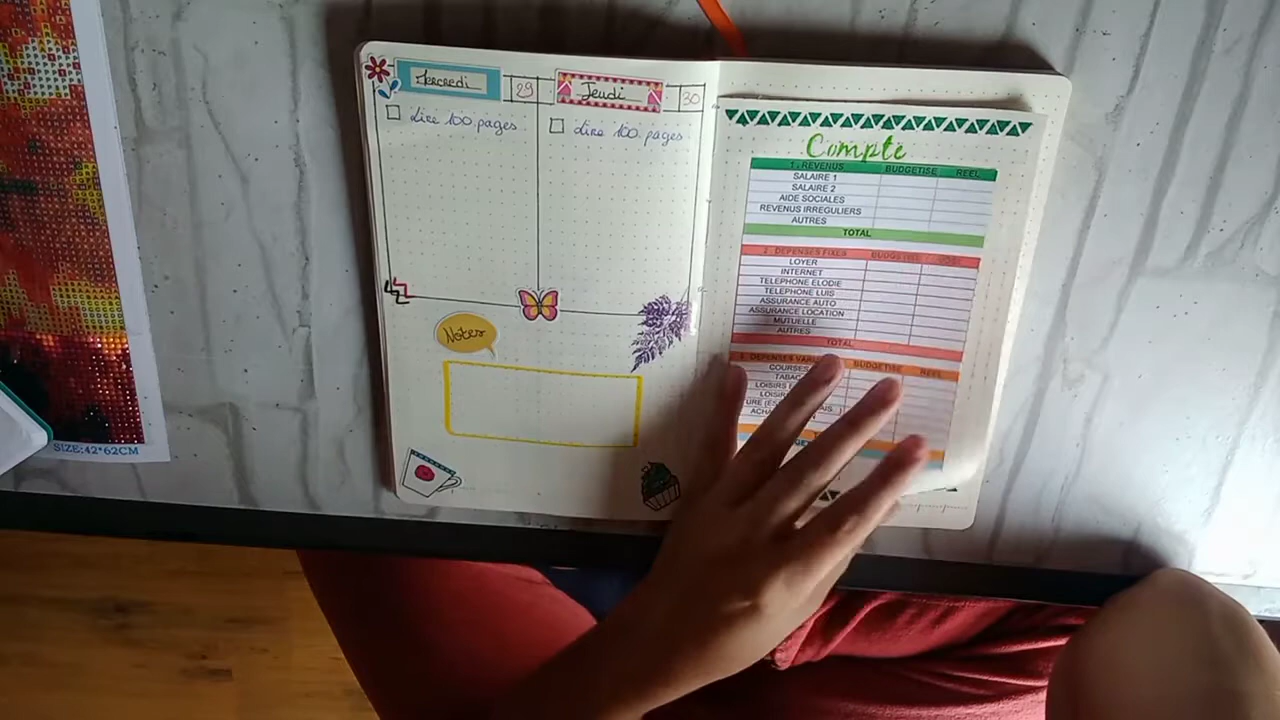 Mercredi 29 Jeudi 30
Lire 100 pages Lire 100 pages
Notes
Compte
1. REVENUS BUDGETISE REEL
SALAIRE 1
SALAIRE 2
AIDE SOCIALES
REVENUS IRREGULIERS
AUTRES
TOTAL
2. DEPENSES FIXES
LOYER
INTERNET
TELEPHONE ELODIE
TELEPHONE LUIS
ASSURANCE AUTO
ASSURANCE LOCATION
MUTUELLE
AUTRES
TOTAL
BUDGETISE REEL
COURSES
SIZE:42*62CM